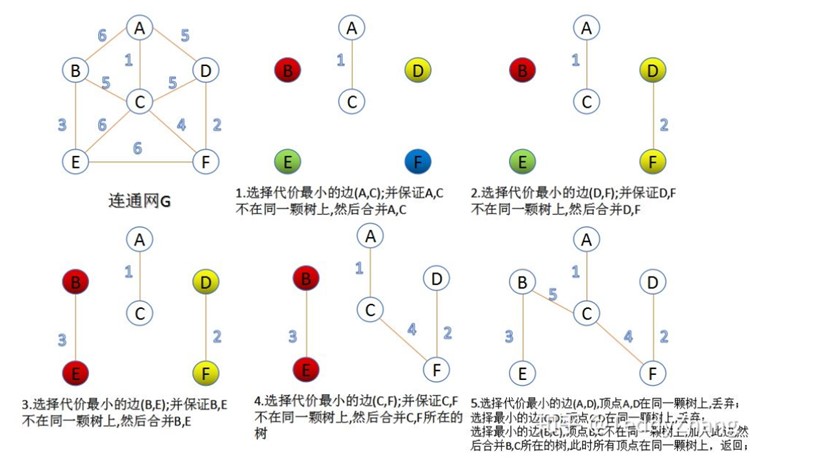 A
6
5
1
B
D
5
5
C
3
6
4
2
E
6
F
连通网G
A
1
B
D
C
E
F
1.选择代价最小的边(A,C);并保证A,C
不在同一颗树上,然后合并A,C
A
1
B
D
C
2
E
F
2.选择代价最小的边(D,F);并保证D,F
不在同一颗树上,然后合并D,F
A
1
B
D
C
3
2
E
F
3.选择代价最小的边(B,E);并保证B,E
不在同一颗树上,然后合并B,E
A
1
B
D
C
3
4
2
E
F
4.选择代价最小的边(C,F);并保证C,F
不在同一颗树上,然后合并C,F所在的
树
A
1
B
D
5
C
3
4
2
E
F
5.选择代价最小的边(A,D),顶点A,D在同一颗树上,丢弃;
选择最小的边(C,D),顶点C,D在同一颗树上,丢弃;
选择最小的边(B,C),顶点B,C不在同一颗树,加入此边,然
后合并B,C所在的树,此时所有顶点在同一颗树上，返回;
知乎 @TeddyZhang